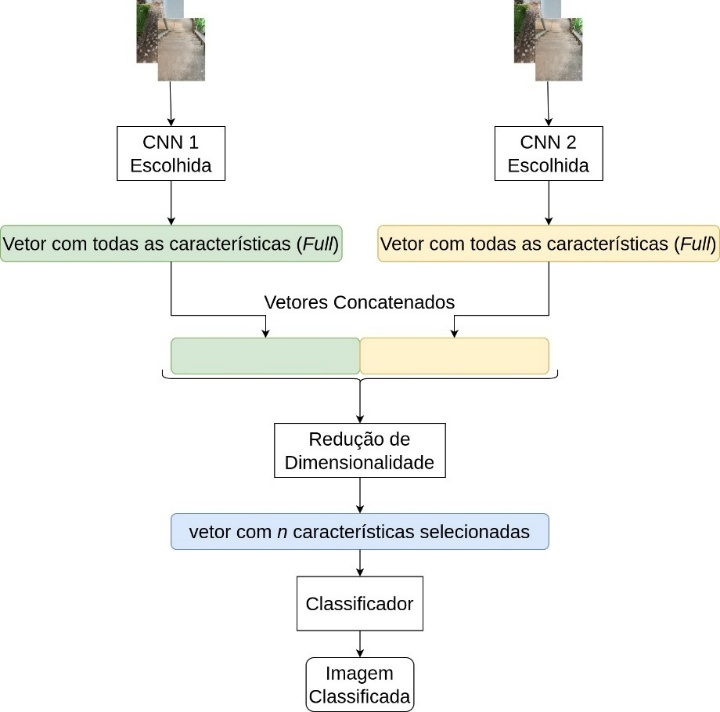 CNN 1
Escolhida
CNN 2
Escolhida
Vetor com todas as características (Full)
Vetor com todas as características (Full)
Vetores Concatenados
Redução de
Dimensionalidade
vetor com n características selecionadas
Classificador
Imagem
Classificada